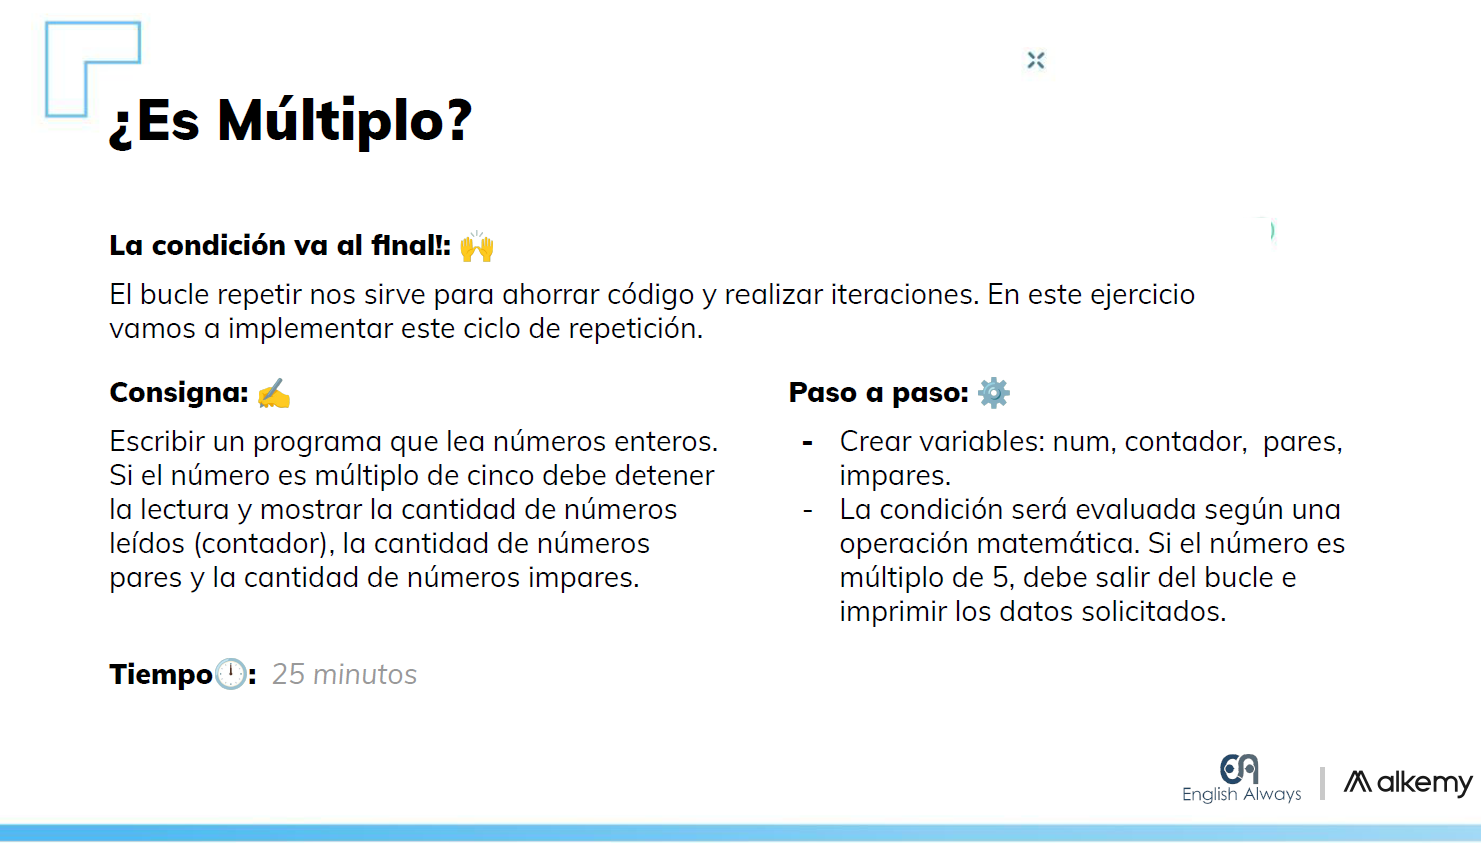 ¿Es Múltiplo?
La condición va al final!: 🙌
El bucle repetir nos sirve para ahorrar código y realizar iteraciones. En este ejercicio
vamos a implementar este ciclo de repetición.
Consigna: ✍️
Escribir un programa que lea números enteros.
Si el número es múltiplo de cinco debe detener
la lectura y mostrar la cantidad de números
leídos (contador), la cantidad de números
pares y la cantidad de números impares.
Tiempo🕛: 25 minutos
Paso a paso: ⚙️
- Crear variables: num, contador, pares,
impares.
- La condición será evaluada según una
operación matemática. Si el número es
múltiplo de 5, debe salir del bucle e
imprimir los datos solicitados.
EA
English Always
alkemy